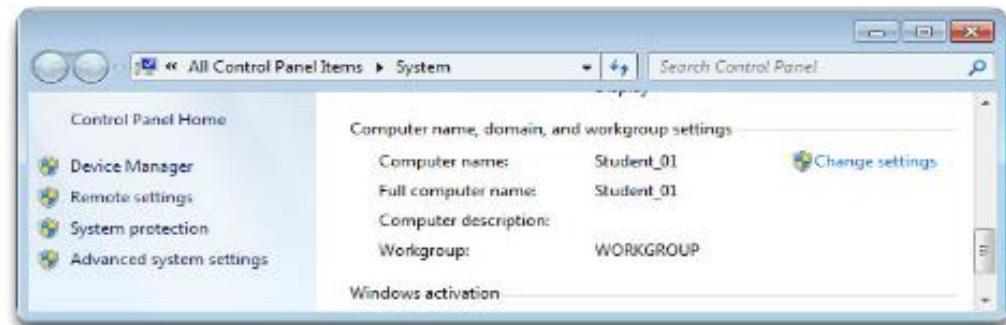 « All Control Panel Items ▸ System
Search Control Panel
Control Panel Home
Device Manager
Remote settings
System protection
Advanced system settings
Computer name, domain, and workgroup settings
Computer name: Student_01 Change settings
Full computer name: Student_01
Computer description:
Workgroup: WORKGROUP
Windows activation